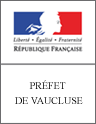 Liberté • Égalité • Fraternité
RÉPUBLIQUE FRANÇAISE
PRÉFET
DE VAUCLUSE